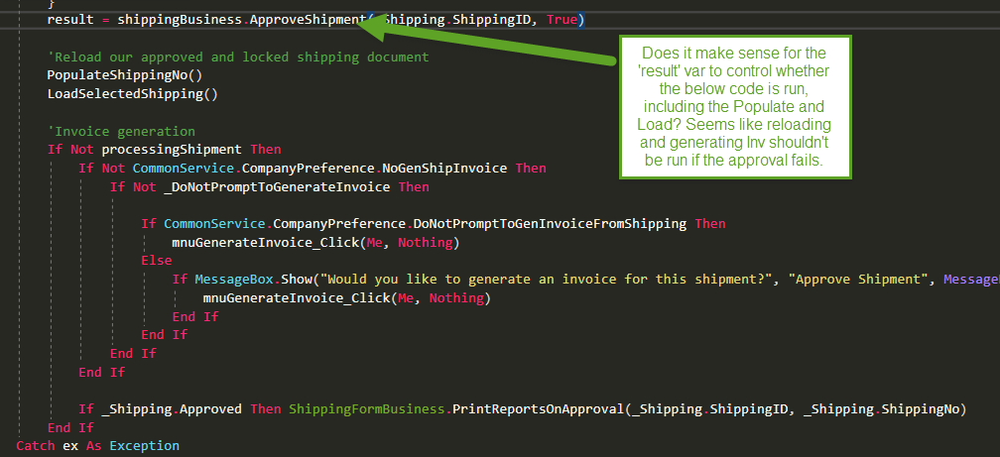 }
result = shippingBusiness.ApproveShipment(_Shipping.ShippingID, True)
Does it make sense for the
'result' var to control whether
the below code is run,
including the Populate and
Load? Seems like reloading
and generating Inv shouldn't
be run if the approval fails.
'Reload our approved and locked shipping document
PopulateShippingNo()
LoadSelectedShipping()
'Invoice generation
If Not processingShipment Then
If Not CommonService.CompanyPreference.NoGenShipInvoice Then
If Not _DoNotPromptToGenerateInvoice Then
If CommonService.CompanyPreference.DoNotPromptToGenInvoiceFromShipping Then
mnuGenerateInvoice_Click(Me, Nothing)
Else
If MessageBox.Show("Would you like to generate an invoice for this shipment?", "Approve Shipment", Message
mnuGenerateInvoice_Click(Me, Nothing)
End If
End If
End If
End If
If _Shipping.Approved Then ShippingFormBusiness.PrintReportsOnApproval(_Shipping.ShippingID, _Shipping.ShippingNo)
End If
Catch ex As Exception